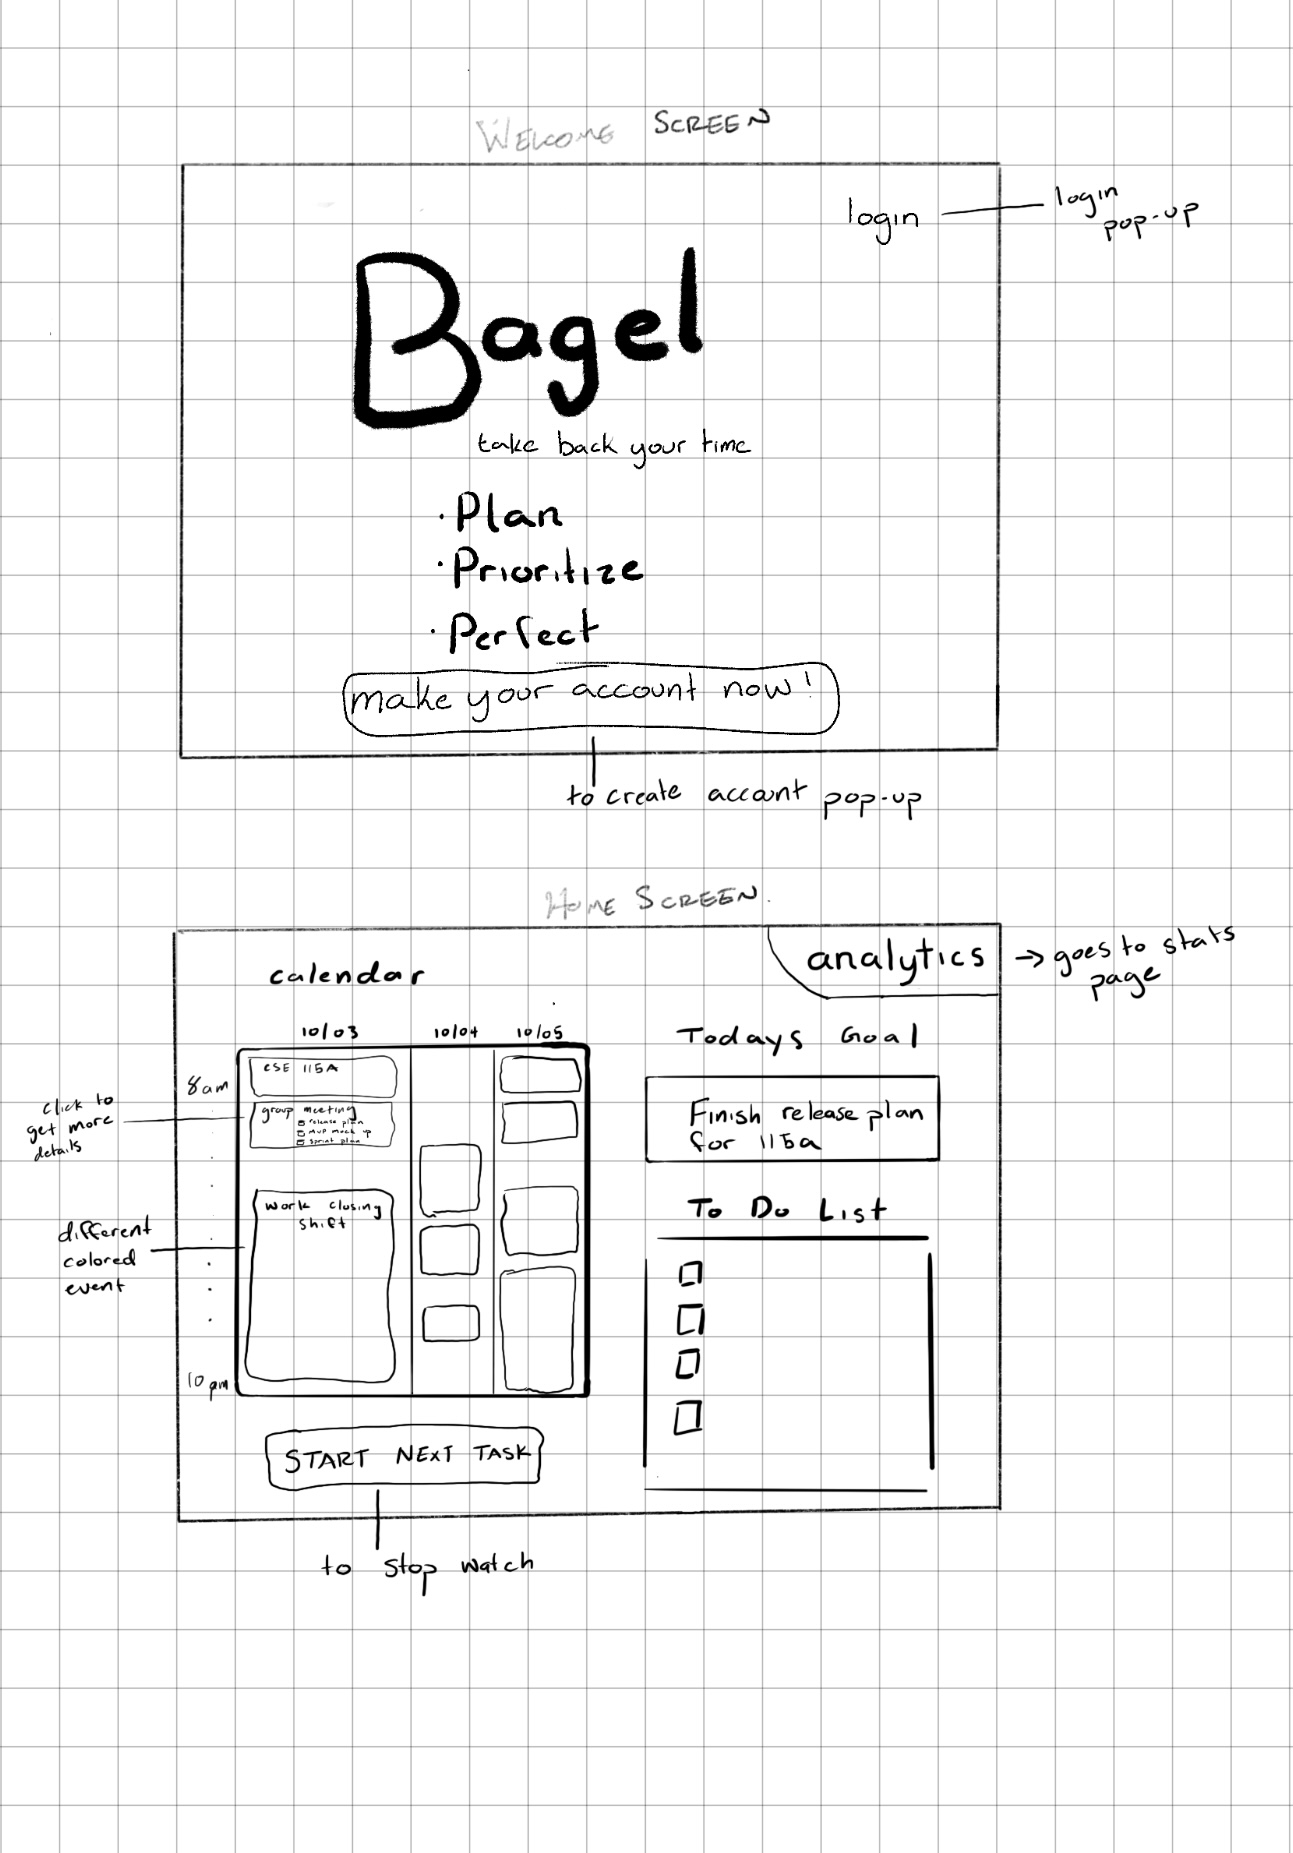 WELCOME SCREEN
login
login
pop-up
Bagel
take back your time
· Plan
· Prioritize
· Perfect
make your account now!
to create account pop-up
HOME SCREEN.
calendar
analytics
→ goes to stats
page
10/03 10/04 10/05
Todays Goal
8am
CSE 115A
click to
get more
details
group meeting
release plan
MVP mock up
sprint plan
Finish release plan
for 115a
To Do List
work closing
shift
different
colored
event
10pm
START NEXT TASK
to stop watch